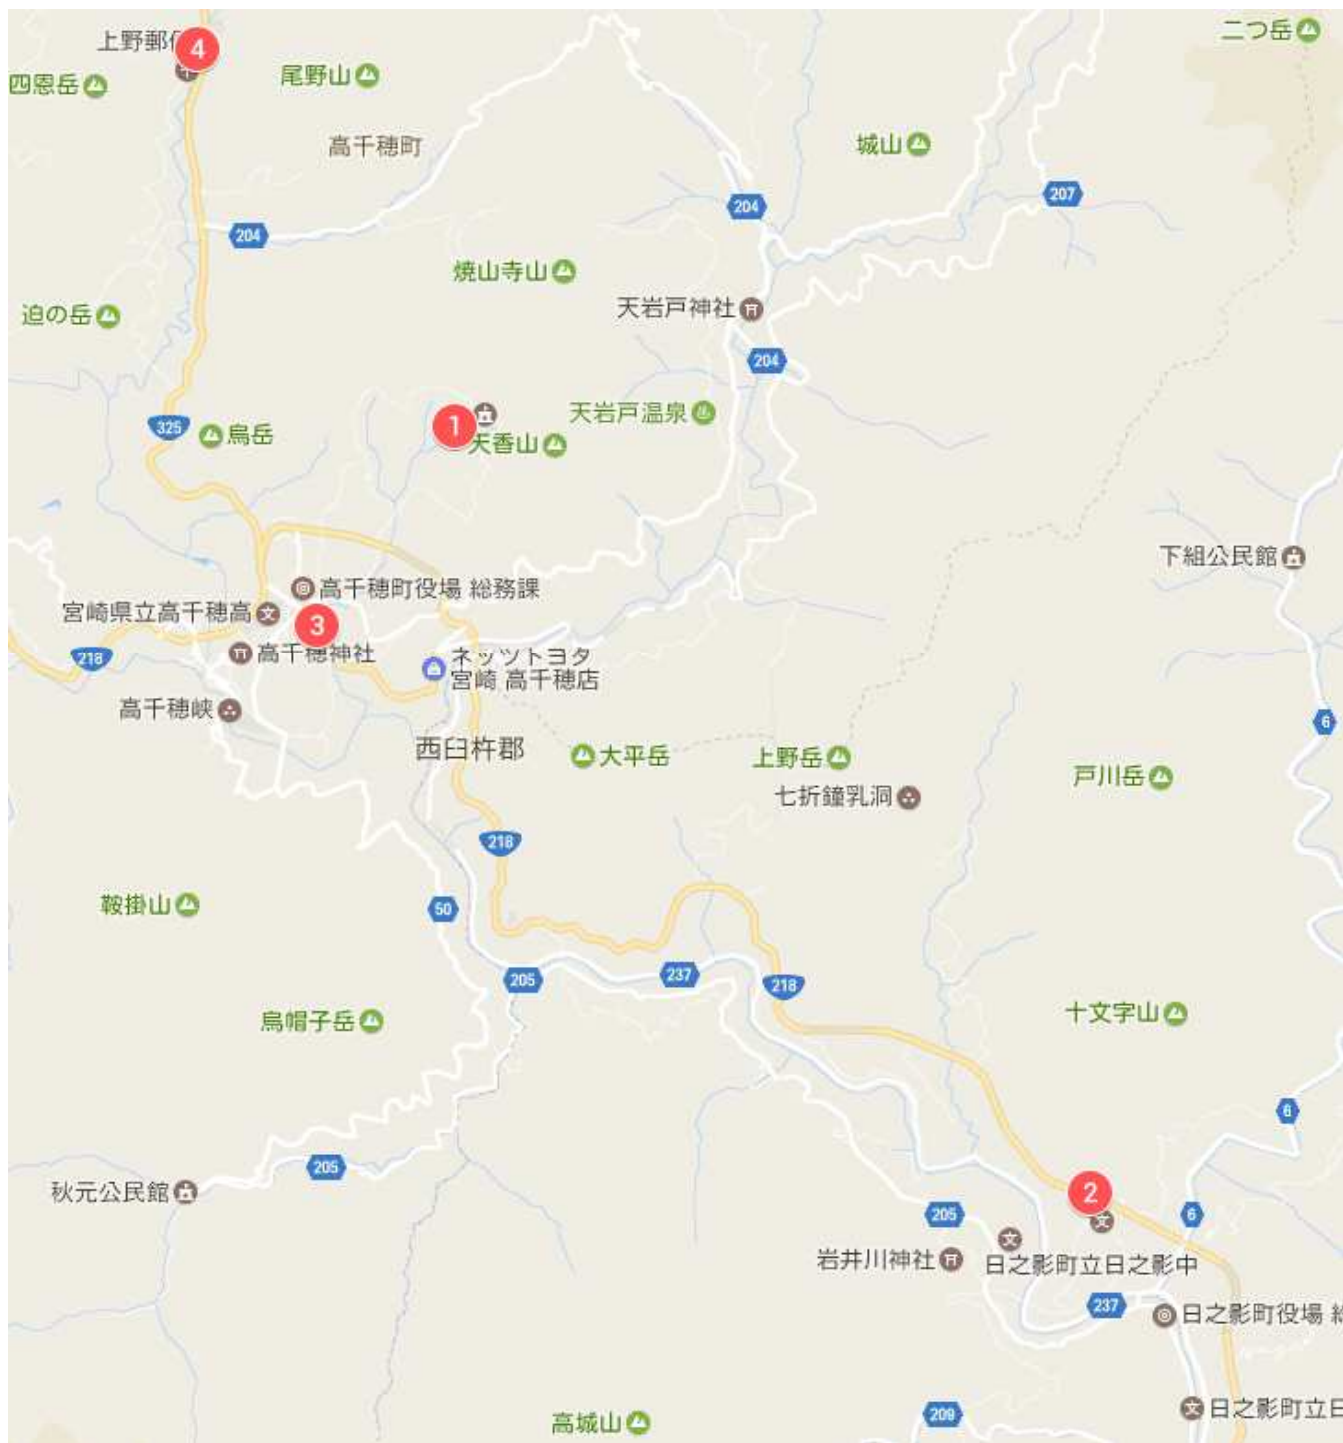 二つ岳
上野郵
4
四恩岳
尾野山
高千穂町
城山
207
204
204
焼山寺山
迫の岳
天岩戸神社
204
天岩戸温泉
1
天香山
325
烏岳
下組公民館
高千穂町役場 総務課
宮崎県立高千穂高
3
高千穂神社
218
ネッツトヨタ
宮崎 高千穂店
高千穂峡
6
西臼杵郡
大平岳
上野岳
戸川岳
七折鐘乳洞
218
鞍掛山
50
205
237
218
烏帽子岳
十文字山
6
205
秋元公民館
2
205
6
岩井川神社
文
文
文
文
日之影町立日之影中
237
日之影町役場
高城山
209
日之影町立日